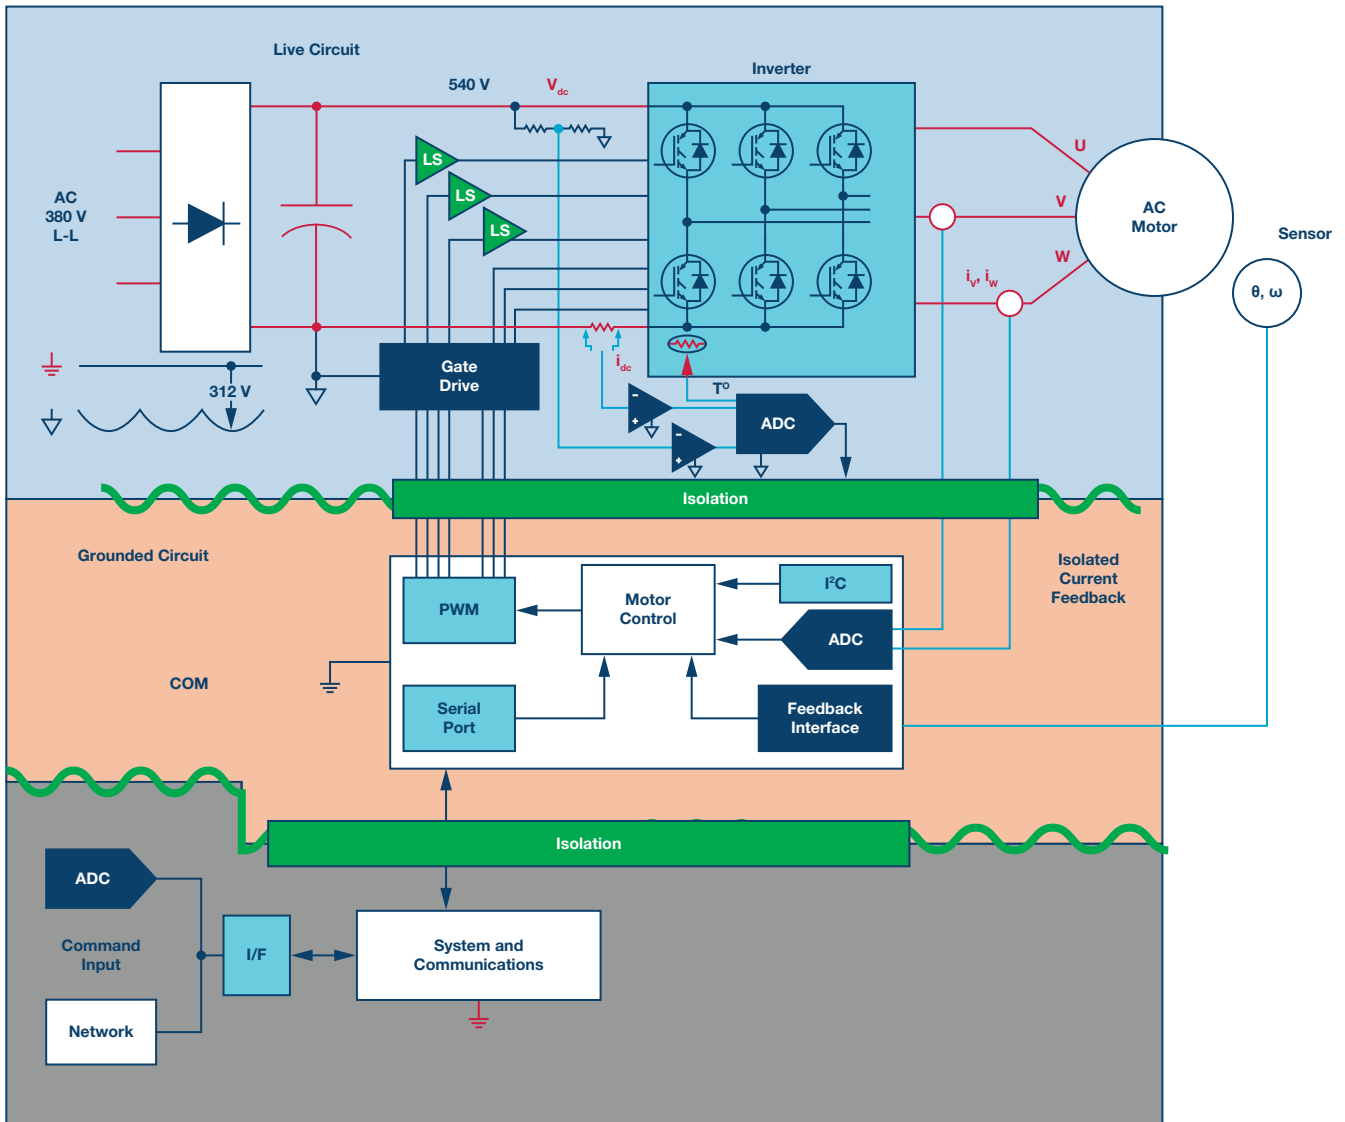 Live Circuit
Inverter
540 V
Vdc
LS
LS
LS
U
V
W
AC
Motor
Sensor
θ, ω
AC
380 V
L-L
iV, iW
312 V
Gate
Drive
idc
T°
−
+
−
+
ADC
Isolation
Grounded Circuit
Isolated
Current
Feedback
PWM
Motor
Control
I²C
ADC
COM
Serial
Port
Feedback
Interface
Isolation
ADC
Command
Input
I/F
System and
Communications
Network